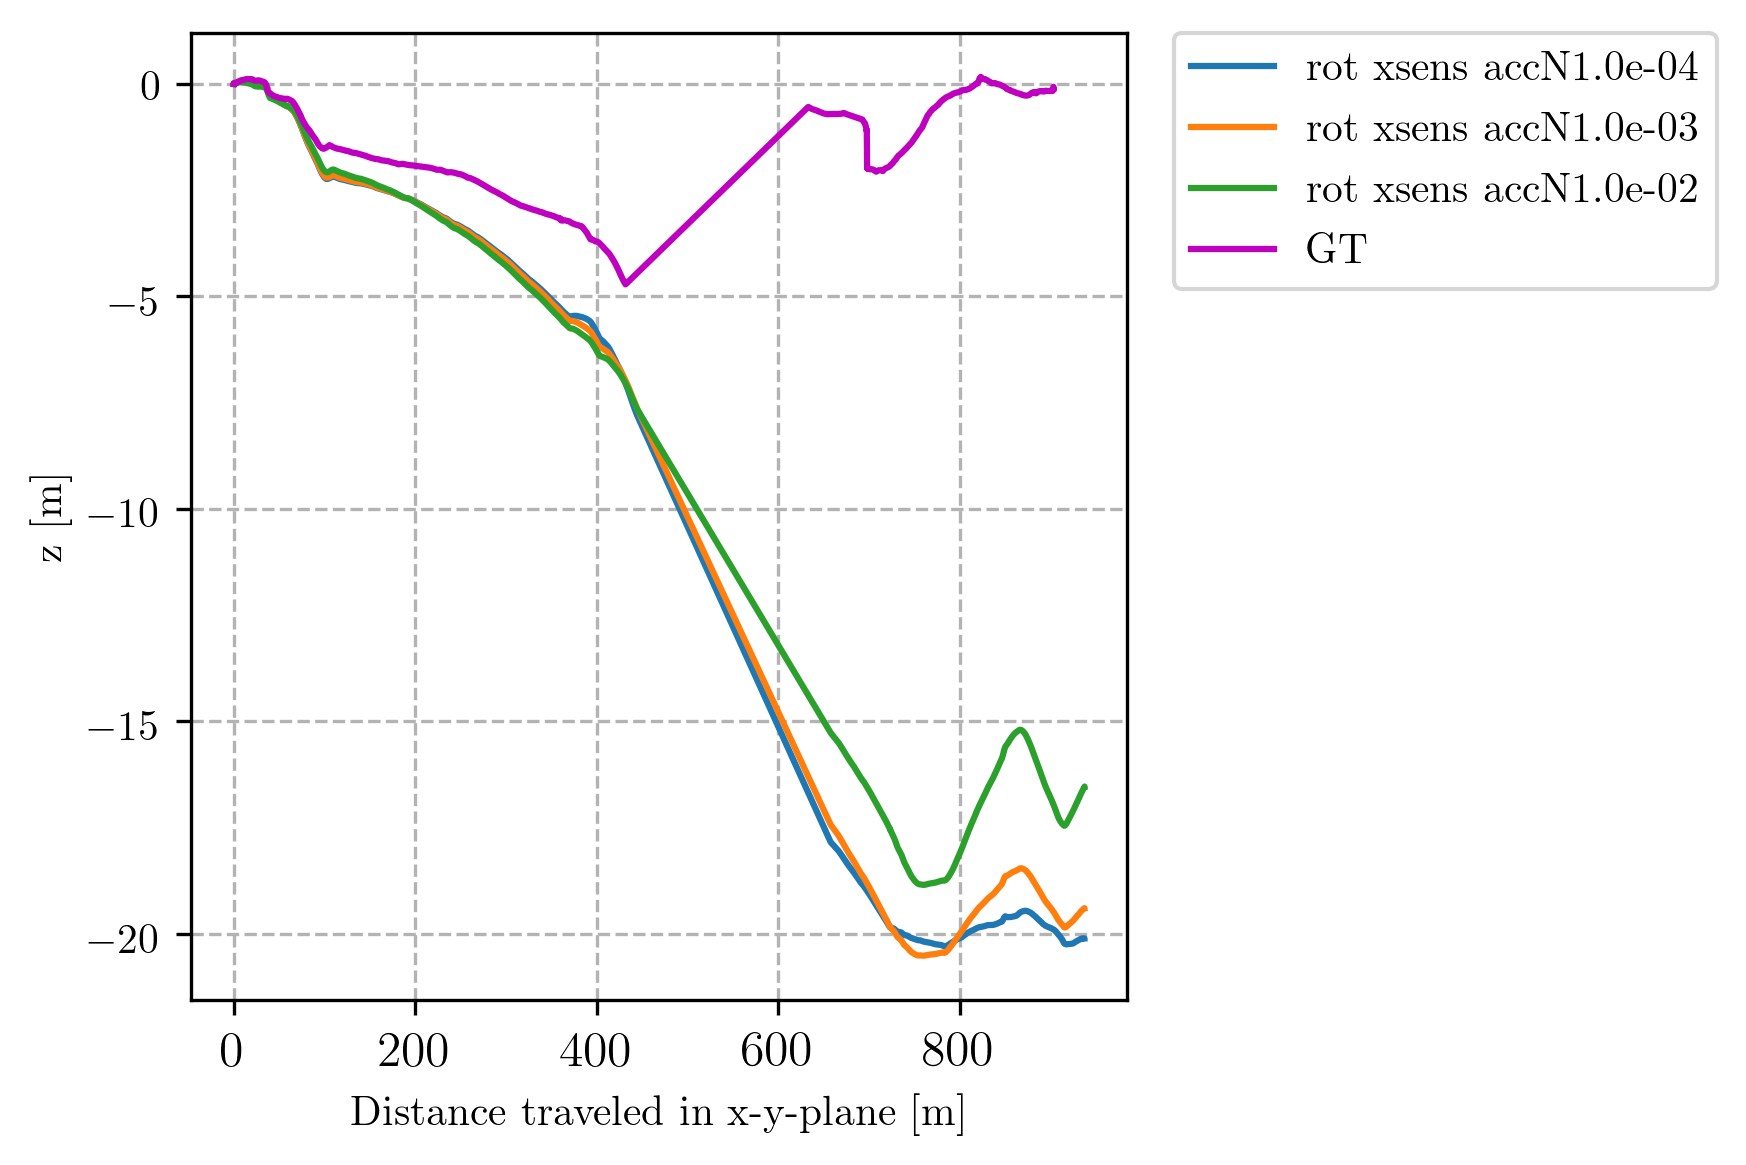 rot xsens accN1.0e-04
rot xsens accN1.0e-03
rot xsens accN1.0e-02
GT
0
−5
−10
−15
−20
z [m]
0 200 400 600 800
Distance traveled in x-y-plane [m]